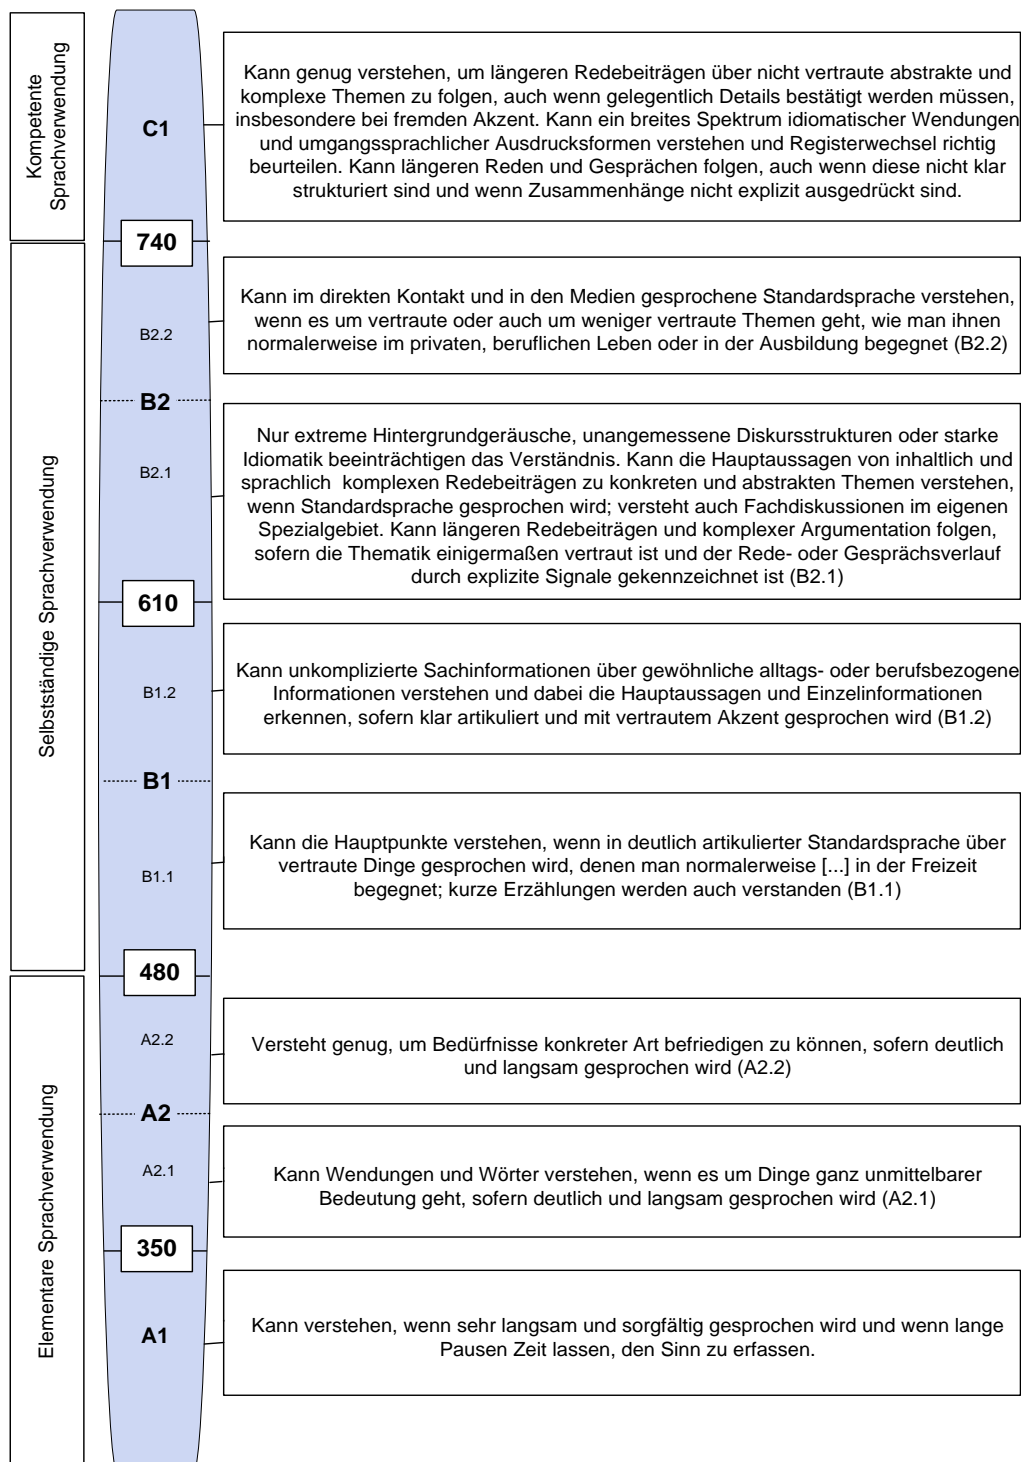 Kompetente
Sprachverwendung
C1
Kann genug verstehen, um längeren Redebeiträgen über nicht vertraute abstrakte und
komplexe Themen zu folgen, auch wenn gelegentlich Details bestätigt werden müssen,
insbesondere bei fremden Akzent. Kann ein breites Spektrum idiomatischer Wendungen
und umgangssprachlicher Ausdrucksformen verstehen und Registerwechsel richtig
beurteilen. Kann längeren Reden und Gesprächen folgen, auch wenn diese nicht klar
strukturiert sind und wenn Zusammenhänge nicht explizit ausgedrückt sind.
740
Selbstständige Sprachverwendung
B2.2
Kann im direkten Kontakt und in den Medien gesprochene Standardsprache verstehen,
wenn es um vertraute oder auch um weniger vertraute Themen geht, wie man ihnen
normalerweise im privaten, beruflichen Leben oder in der Ausbildung begegnet (B2.2)
B2
B2.1
Nur extreme Hintergrundgeräusche, unangemessene Diskursstrukturen oder starke
Idiomatik beeinträchtigen das Verständnis. Kann die Hauptaussagen von inhaltlich und
sprachlich komplexen Redebeiträgen zu konkreten und abstrakten Themen verstehen,
wenn Standardsprache gesprochen wird; versteht auch Fachdiskussionen im eigenen
Spezialgebiet. Kann längeren Redebeiträgen und komplexer Argumentation folgen,
sofern die Thematik einigermaßen vertraut ist und der Rede- oder Gesprächsverlauf
durch explizite Signale gekennzeichnet ist (B2.1)
610
B1.2
Kann unkomplizierte Sachinformationen über gewöhnliche alltags- oder berufsbezogene
Informationen verstehen und dabei die Hauptaussagen und Einzelinformationen
erkennen, sofern klar artikuliert und mit vertrautem Akzent gesprochen wird (B1.2)
B1
B1.1
Kann die Hauptpunkte verstehen, wenn in deutlich artikulierter Standardsprache über
vertraute Dinge gesprochen wird, denen man normalerweise [...] in der Freizeit
begegnet; kurze Erzählungen werden auch verstanden (B1.1)
480
Elementare Sprachverwendung
A2.2
Versteht genug, um Bedürfnisse konkreter Art befriedigen zu können, sofern deutlich
und langsam gesprochen wird (A2.2)
A2
A2.1
Kann Wendungen und Wörter verstehen, wenn es um Dinge ganz unmittelbarer
Bedeutung geht, sofern deutlich und langsam gesprochen wird (A2.1)
350
A1
Kann verstehen, wenn sehr langsam und sorgfältig gesprochen wird und wenn lange
Pausen Zeit lassen, den Sinn zu erfassen.